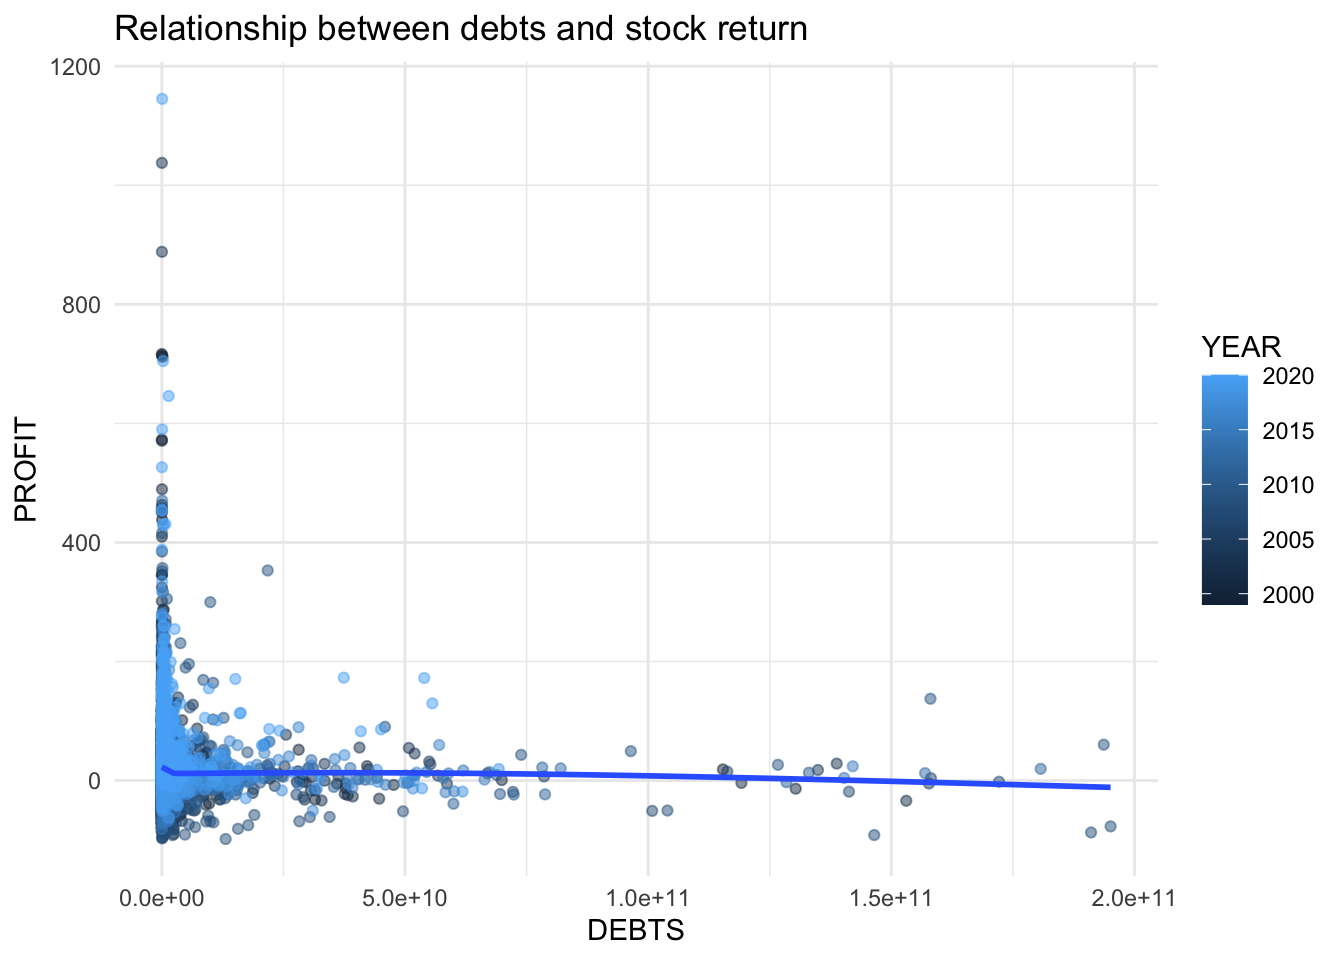 Relationship between debts and stock return
1200
800
400
0
PROFIT
0.0e+00 5.0e+10 1.0e+11 1.5e+11 2.0e+11
DEBTS
YEAR
2020
2015
2010
2005
2000